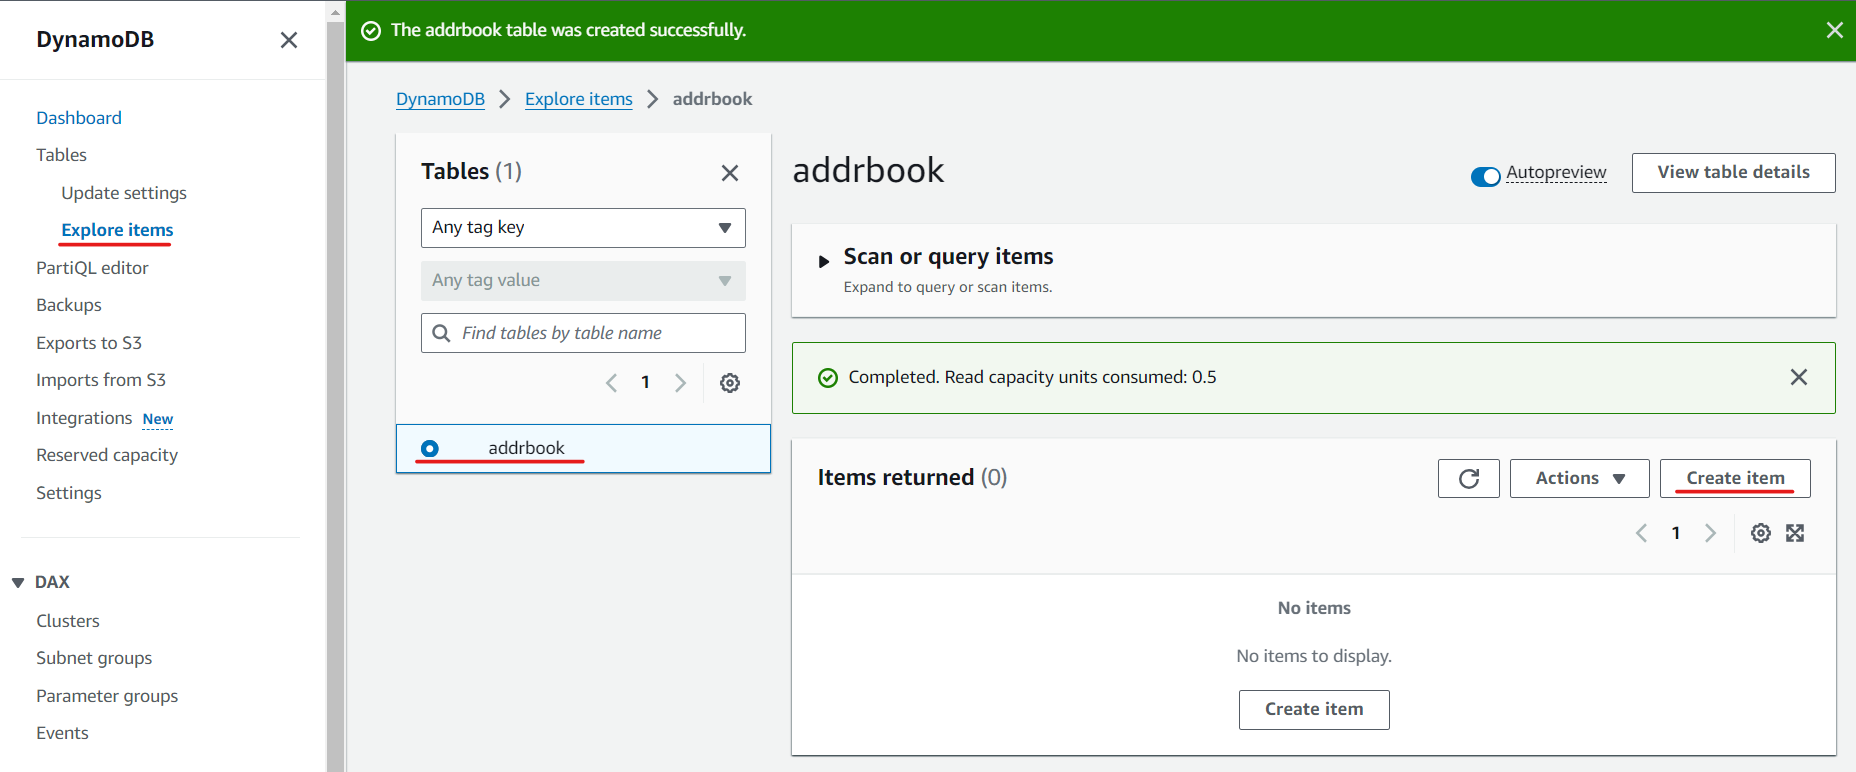 DynamoDB
Dashboard
Tables
Update settings
Explore items
PartiQL editor
Backups
Exports to S3
Imports from S3
Integrations New
Reserved capacity
Settings
DAX
Clusters
Subnet groups
Parameter groups
Events
The addrbook table was created successfully.
DynamoDB Explore items addrbook
Tables (1)
Any tag key
Any tag value
Find tables by table name
1
addrbook
addrbook
Autopreview
View table details
Scan or query items
Expand to query or scan items.
Completed. Read capacity units consumed: 0.5
Items returned (0)
Actions
Create item
1
No items
No items to display.
Create item